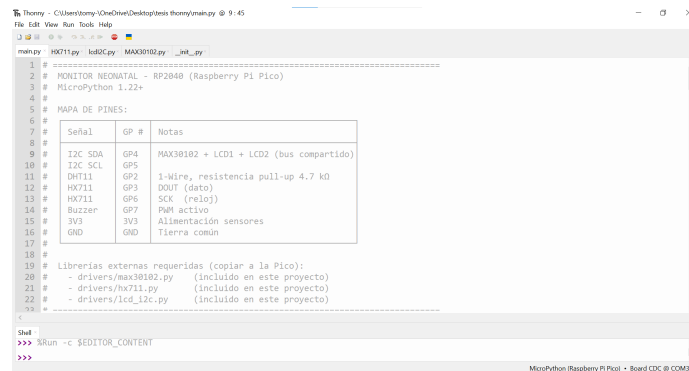 Thonny - C:\Users\tomy-\OneDrive\Desktop\tesis thonny\main.py @ 9 : 45
File Edit View Run Tools Help
main.py HX711.py lcdI2C.py MAX30102.py _init_.py
1 # ==============================================================================
2 # MONITOR NEONATAL - RP2040 (Raspberry Pi Pico)
3 # MicroPython 1.22+
4 #
5 # MAPA DE PINES:
6 #
7 # Señal GP # Notas
8 #
9 # I2C SDA GP4 MAX30102 + LCD1 + LCD2 (bus compartido)
10 # I2C SCL GP5
11 # DHT11 GP2 1-Wire, resistencia pull-up 4.7 kΩ
12 # HX711 GP3 DOUT (dato)
13 # HX711 GP6 SCK (reloj)
14 # Buzzer GP7 PWM activo
15 # 3V3 3V3 Alimentación sensores
16 # GND GND Tierra común
17 #
18 #
19 # Librerías externas requeridas (copiar a la Pico):
20 # - drivers/max30102.py (incluido en este proyecto)
21 # - drivers/hx711.py (incluido en este proyecto)
22 # - drivers/lcd_i2c.py (incluido en este proyecto)
23 # ==============================================================================
Shell
>>> %Run -c $EDITOR_CONTENT
>>>
MicroPython (Raspberry Pi Pico) • Board CDC @ COM3